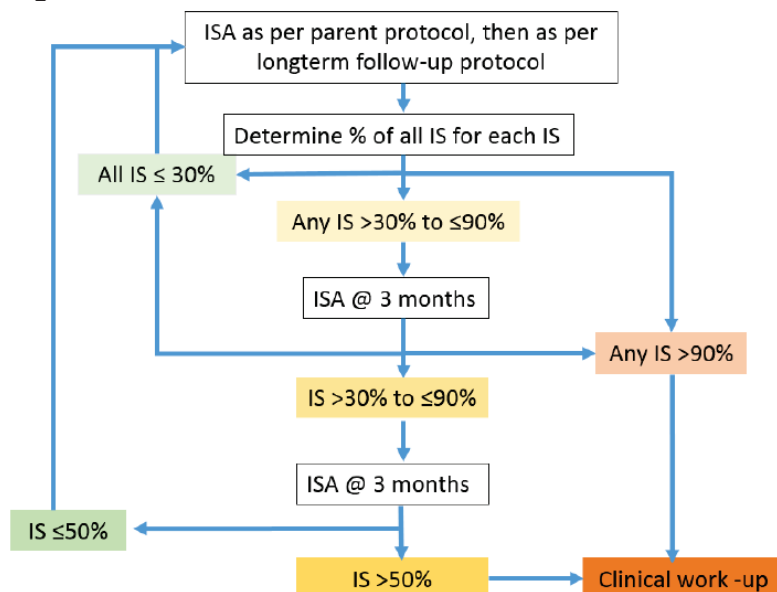 ISA as per parent protocol, then as per
longterm follow-up protocol
Determine % of all IS for each IS
All IS ≤ 30%
Any IS >30% to ≤90%
ISA @ 3 months
Any IS >90%
IS >30% to ≤90%
ISA @ 3 months
IS ≤50%
IS >50%
Clinical work -up